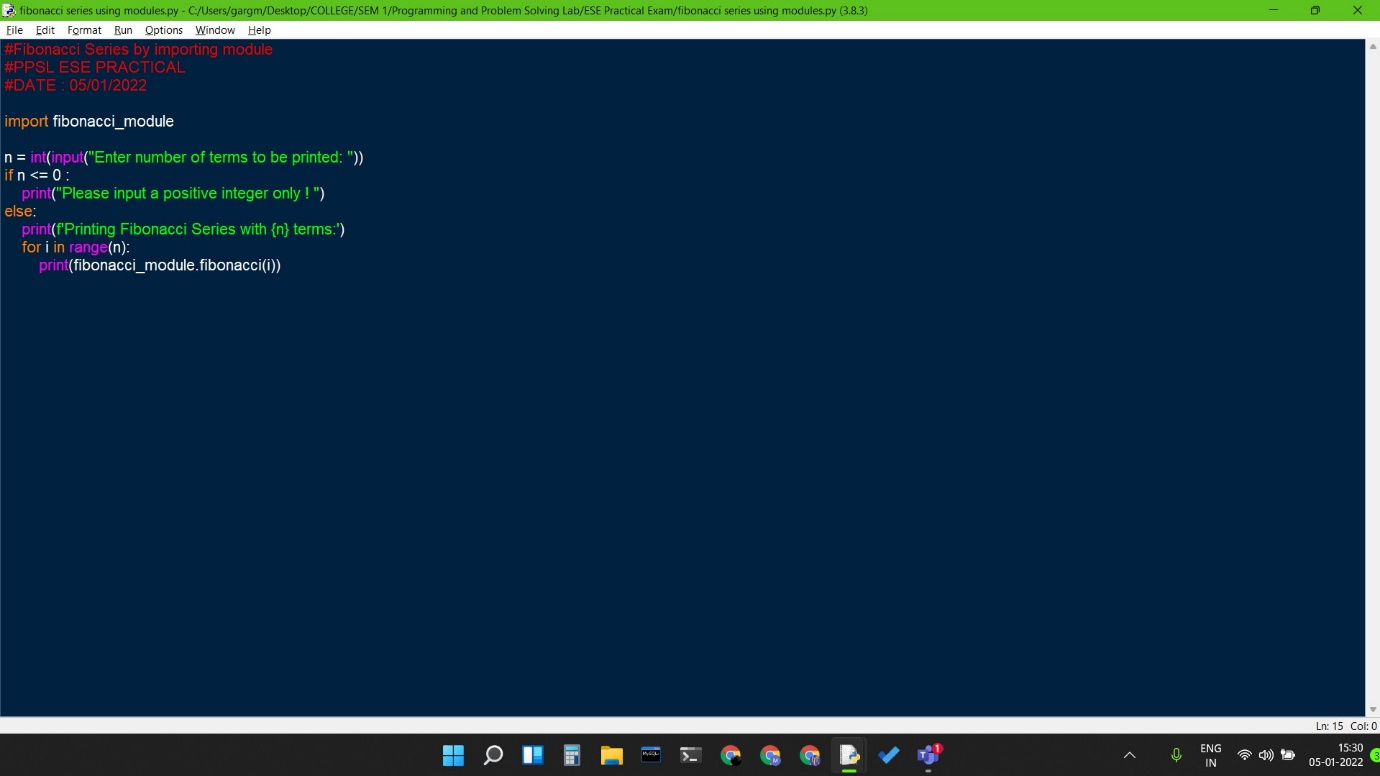 fibonacci series using modules.py - C:/Users/gargm/Desktop/COLLEGE/SEM 1/Programming and Problem Solving Lab/ESE Practical Exam/fibonacci series using modules.py (3.8.3)
File Edit Format Run Options Window Help
#Fibonacci Series by importing module
#PPSL ESE PRACTICAL
#DATE : 05/01/2022
import fibonacci_module
n = int(input("Enter number of terms to be printed: "))
if n <= 0 :
print("Please input a positive integer only ! ")
else:
print(f'Printing Fibonacci Series with {n} terms:')
for i in range(n):
print(fibonacci_module.fibonacci(i))
Ln: 15 Col: 0
MySQL
1
ENG
IN
15:30
05-01-2022
3